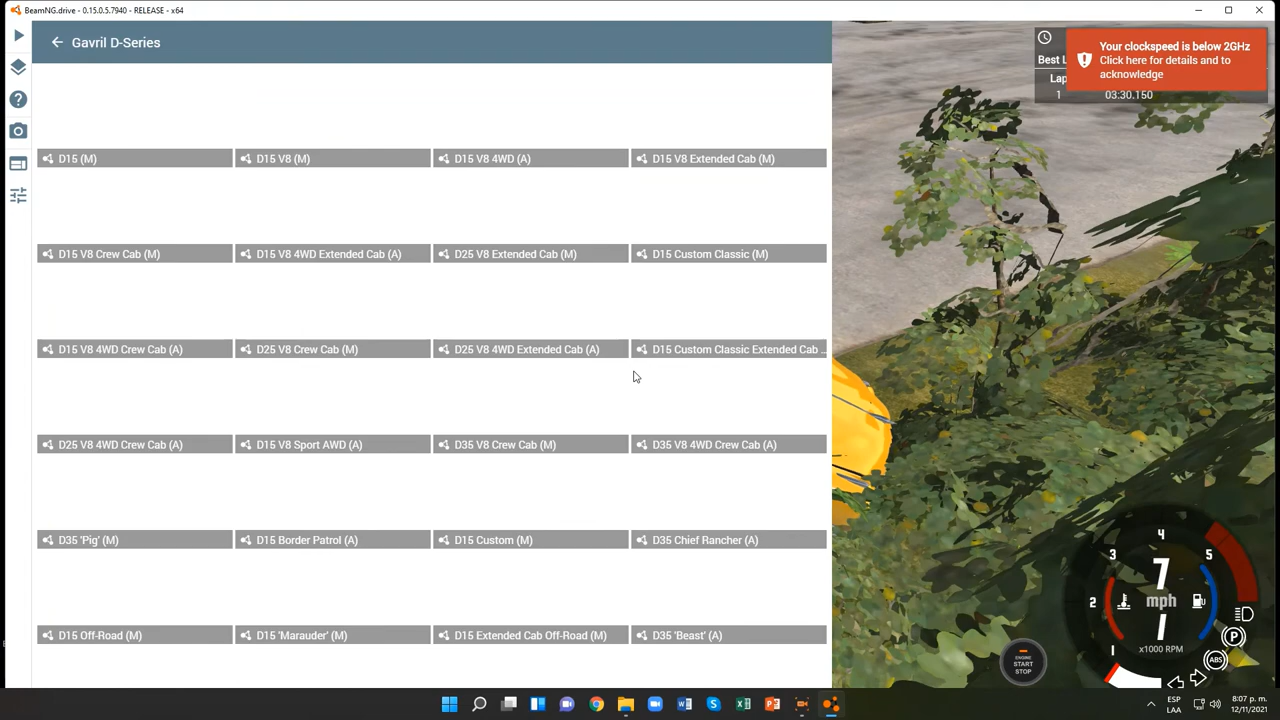 BeamNG.drive - 0.15.0.5.7940 - RELEASE - x64
Gavril D-Series
Your clockspeed is below 2GHz
Click here for details and to
acknowledge
Best L
Lap
1 03:30.150
D15 (M) D15 V8 (M) D15 V8 4WD (A) D15 V8 Extended Cab (M)
D15 V8 Crew Cab (M) D15 V8 4WD Extended Cab (A) D25 V8 Extended Cab (M) D15 Custom Classic (M)
D15 V8 4WD Crew Cab (A) D25 V8 Crew Cab (M) D25 V8 4WD Extended Cab (A) D15 Custom Classic Extended Cab ...
D25 V8 4WD Crew Cab (A) D15 V8 Sport AWD (A) D35 V8 Crew Cab (M) D35 V8 4WD Crew Cab (A)
D35 'Pig' (M) D15 Border Patrol (A) D15 Custom (M) D35 Chief Rancher (A)
D15 Off-Road (M) D15 'Marauder' (M) D15 Extended Cab Off-Road (M) D35 'Beast' (A)
1 2 3 4 5
7
mph
1
x1000 RPM
ENGINE
START
STOP
P
ABS
ESP
LAA
8:07 p. m.
12/11/2021